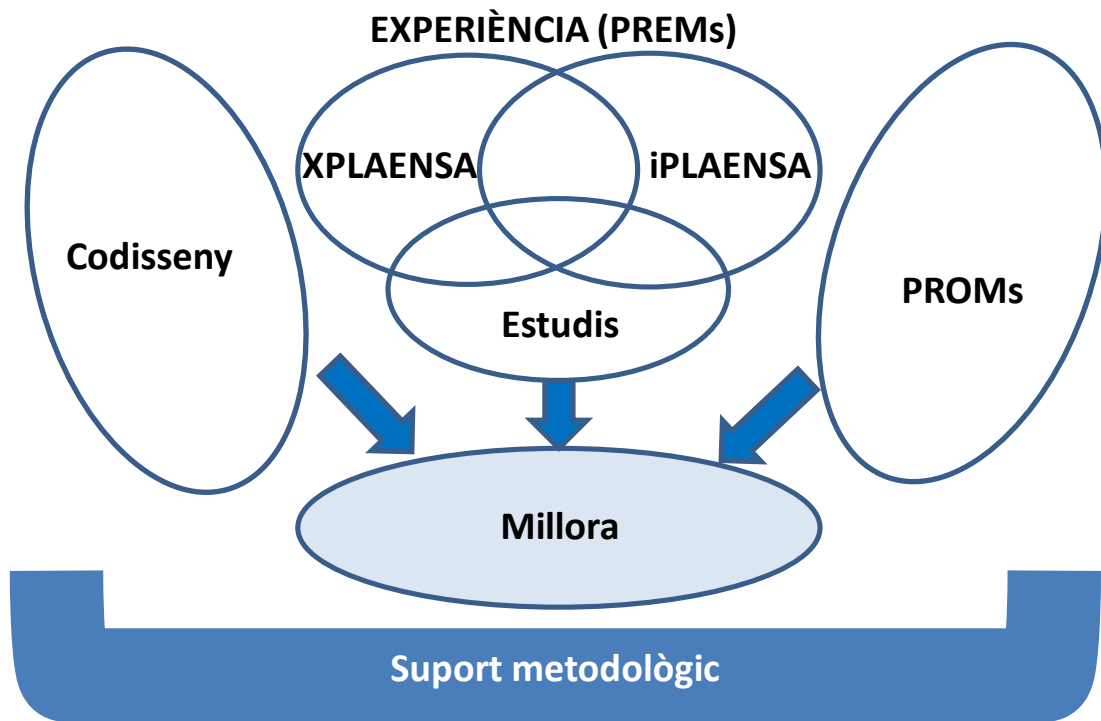 EXPERIÈNCIA (PREMs)
XPLAENSA
iPLAENSA
Codisseny
PROMs
Estudis
Millora
Suport metodològic